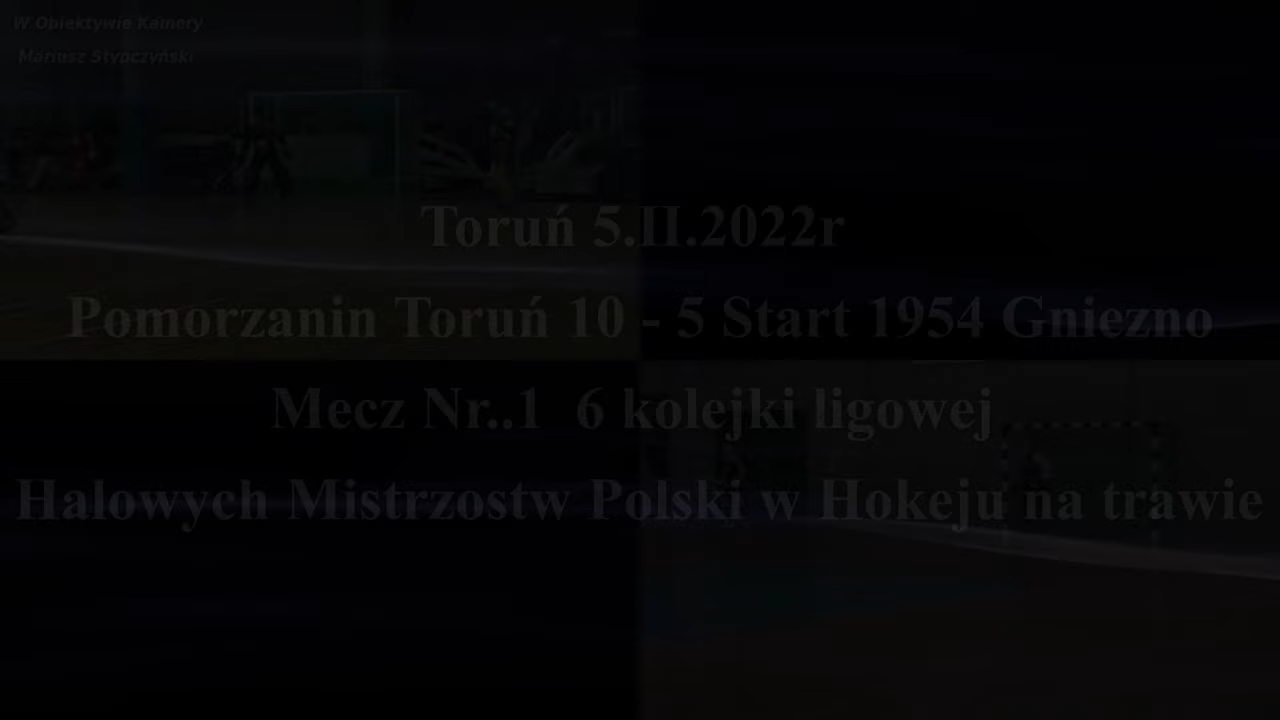 W Obiektywie Kamery
Mariusz Stypczyński
Toruń 5.II.2022r
Pomorzanin Toruń 10 - 5 Start 1954 Gniezno
Mecz Nr..1 6 kolejki ligowej
Halowych Mistrzostw Polski w Hokeju na trawie